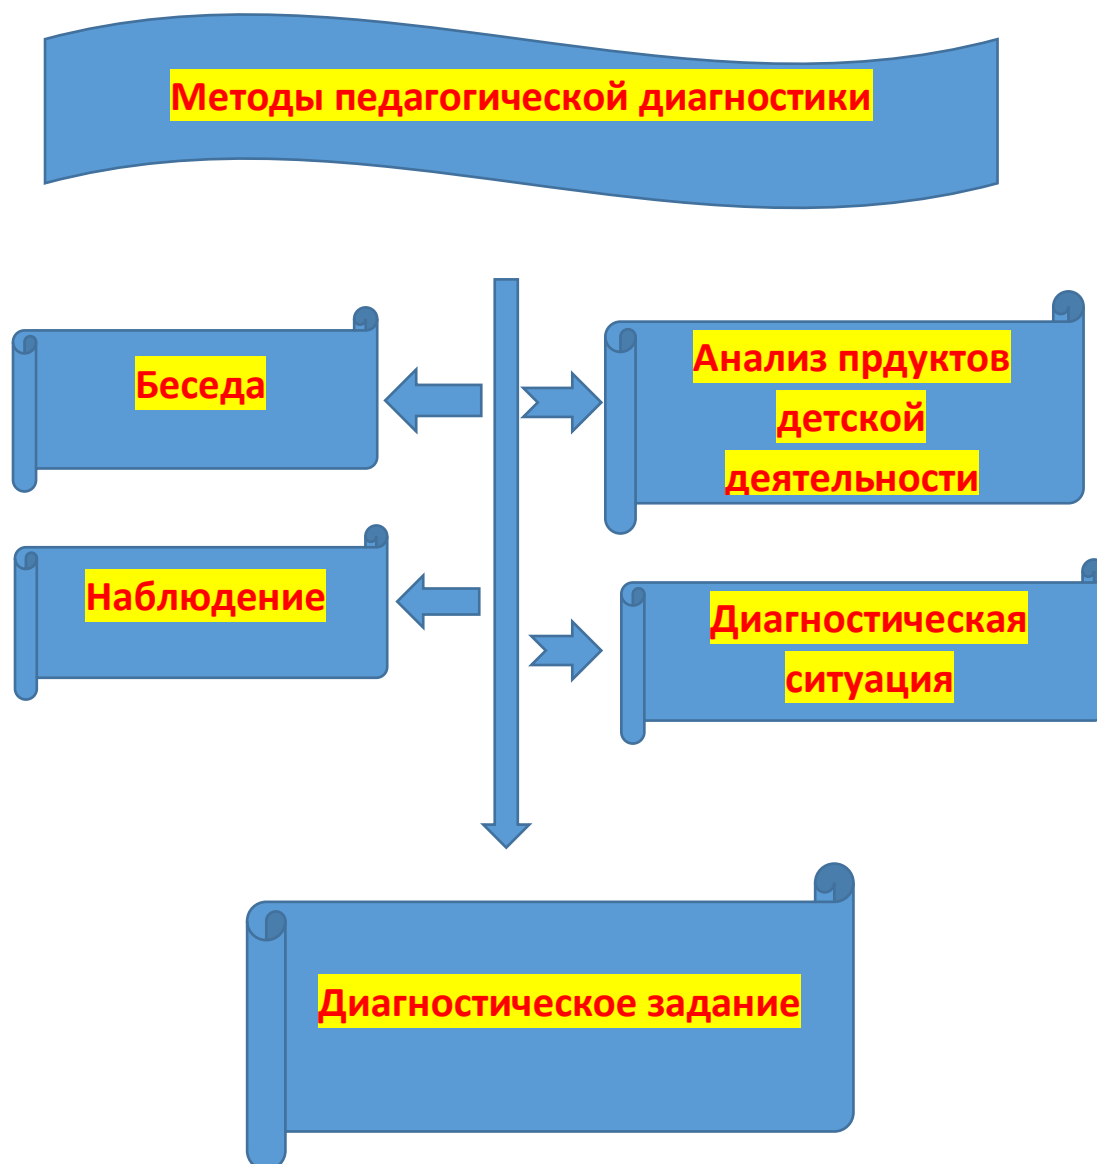 Методы педагогической диагностики
Беседа
Анализ прдуктов
детской
деятельности
Наблюдение
Диагностическая
ситуация
Диагностическое задание